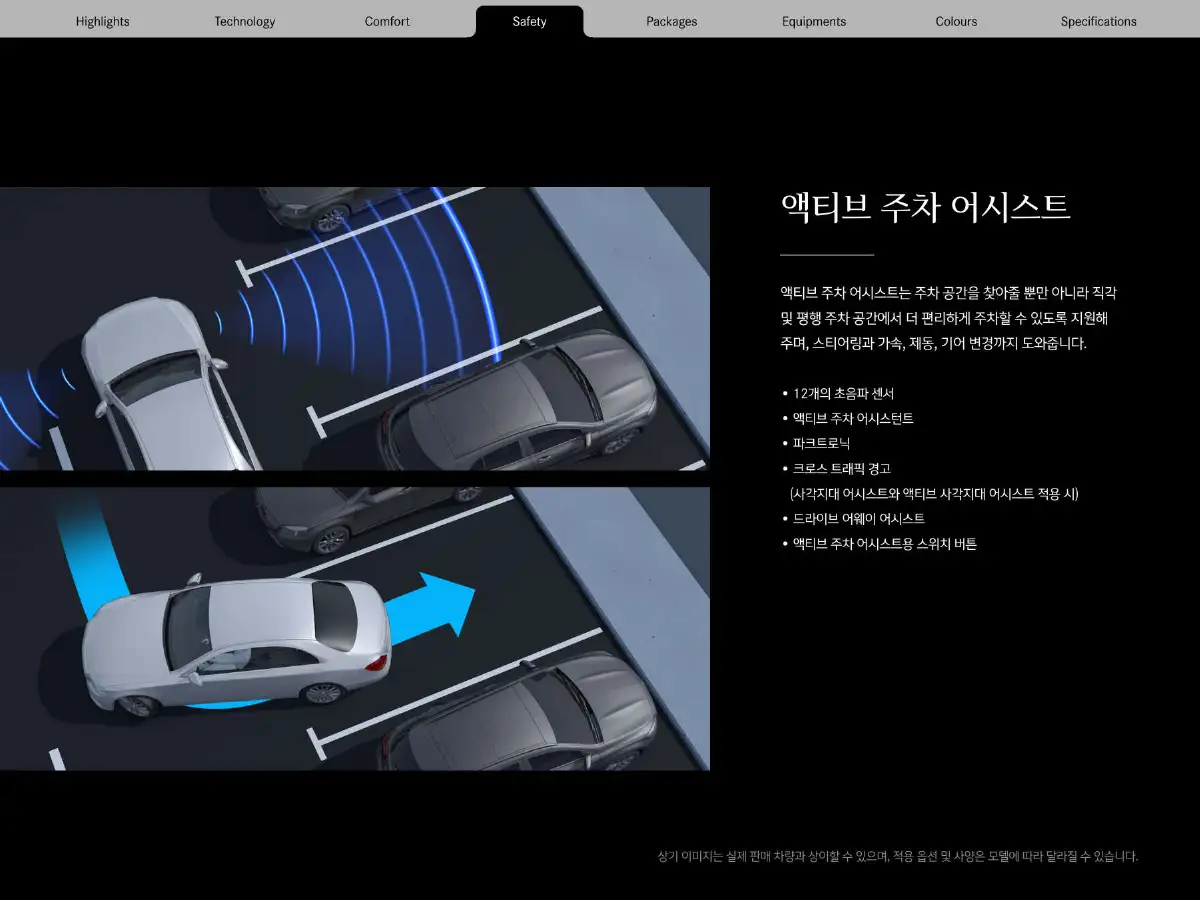 Highlights
Technology
Comfort
Safety
Packages
Equipments
Colours
Specifications
액티브 주차 어시스트
액티브 주차 어시스트는 주차 공간을 찾아줄 뿐만 아니라 직각
및 평행 주차 공간에서 더 편리하게 주차할 수 있도록 지원해
주며, 스티어링과 가속, 제동, 기어 변경까지 도와줍니다.
• 12개의 초음파 센서
• 액티브 주차 어시스턴트
• 파크트로닉
• 크로스 트래픽 경고
(사각지대 어시스트와 액티브 사각지대 어시스트 적용 시)
• 드라이브 어웨이 어시스트
• 액티브 주차 어시스트용 스위치 버튼
상기 이미지는 실제 판매 차량과 상이할 수 있으며, 적용 옵션 및 사양은 모델에 따라 달라질 수 있습니다.